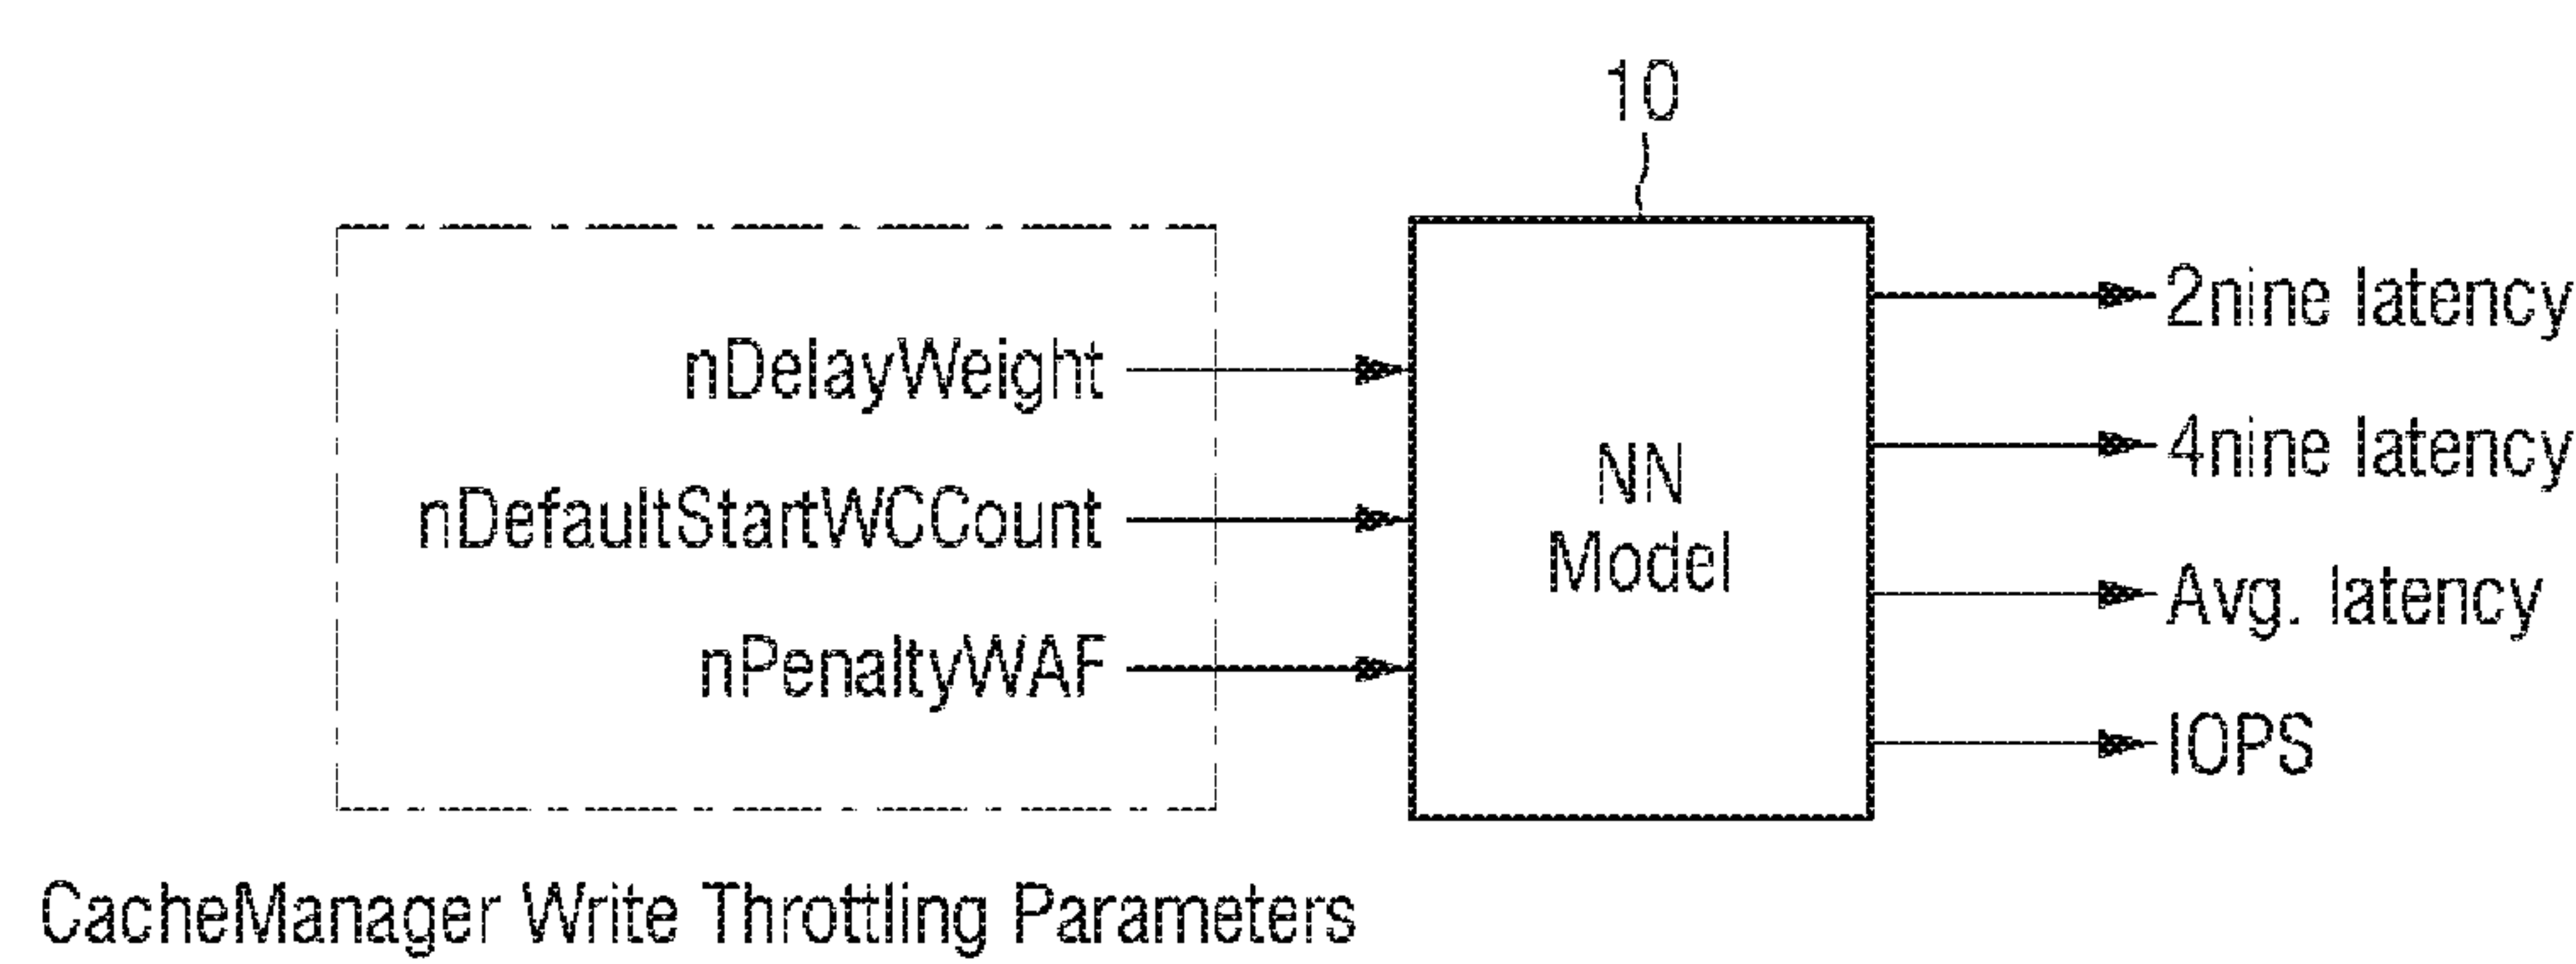 10
nDelayWeight
nDefaultStartWCCount
nPenaltyWAF
NN
Model
2nine latency
4nine latency
Avg. latency
IOPS
CacheManager Write Throttling Parameters